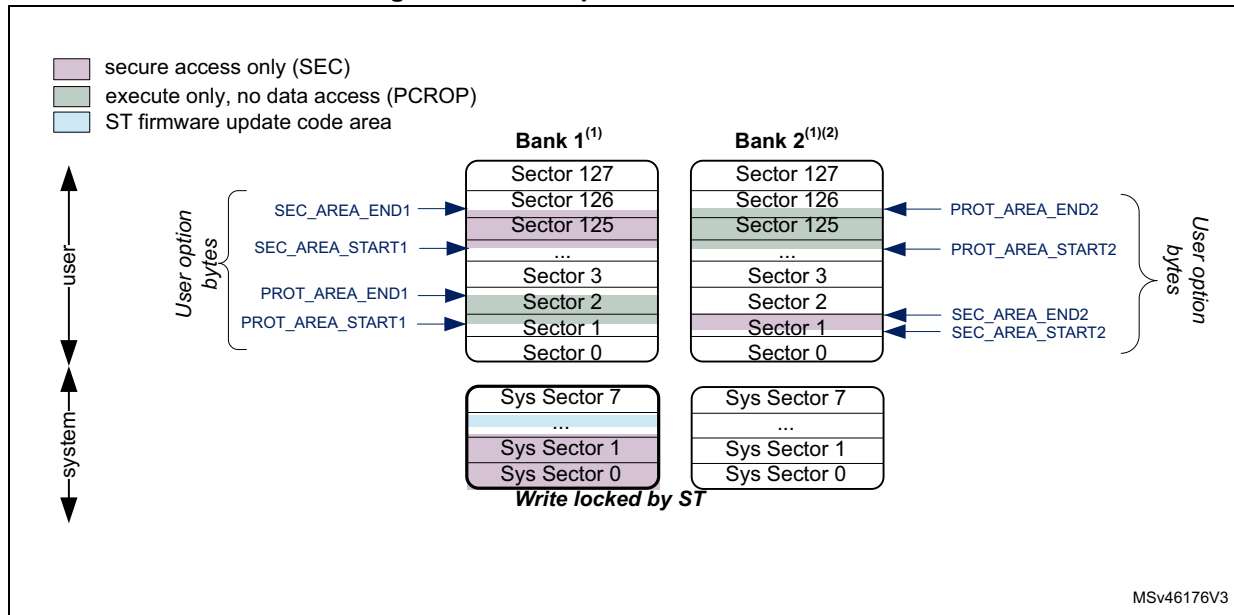 secure access only (SEC)
execute only, no data access (PCROP)
ST firmware update code area
Bank 1(1)
Bank 2(1)(2)
user
User option bytes
SEC_AREA_END1
SEC_AREA_START1
PROT_AREA_END1
PROT_AREA_START1
Sector 127
Sector 126
Sector 125
...
Sector 3
Sector 2
Sector 1
Sector 0
Sector 127
Sector 126
Sector 125
...
Sector 3
Sector 2
Sector 1
Sector 0
PROT_AREA_END2
PROT_AREA_START2
SEC_AREA_END2
SEC_AREA_START2
User option bytes
system
Sys Sector 7
...
Sys Sector 1
Sys Sector 0
Sys Sector 7
...
Sys Sector 1
Sys Sector 0
Write locked by ST
MSv46176V3